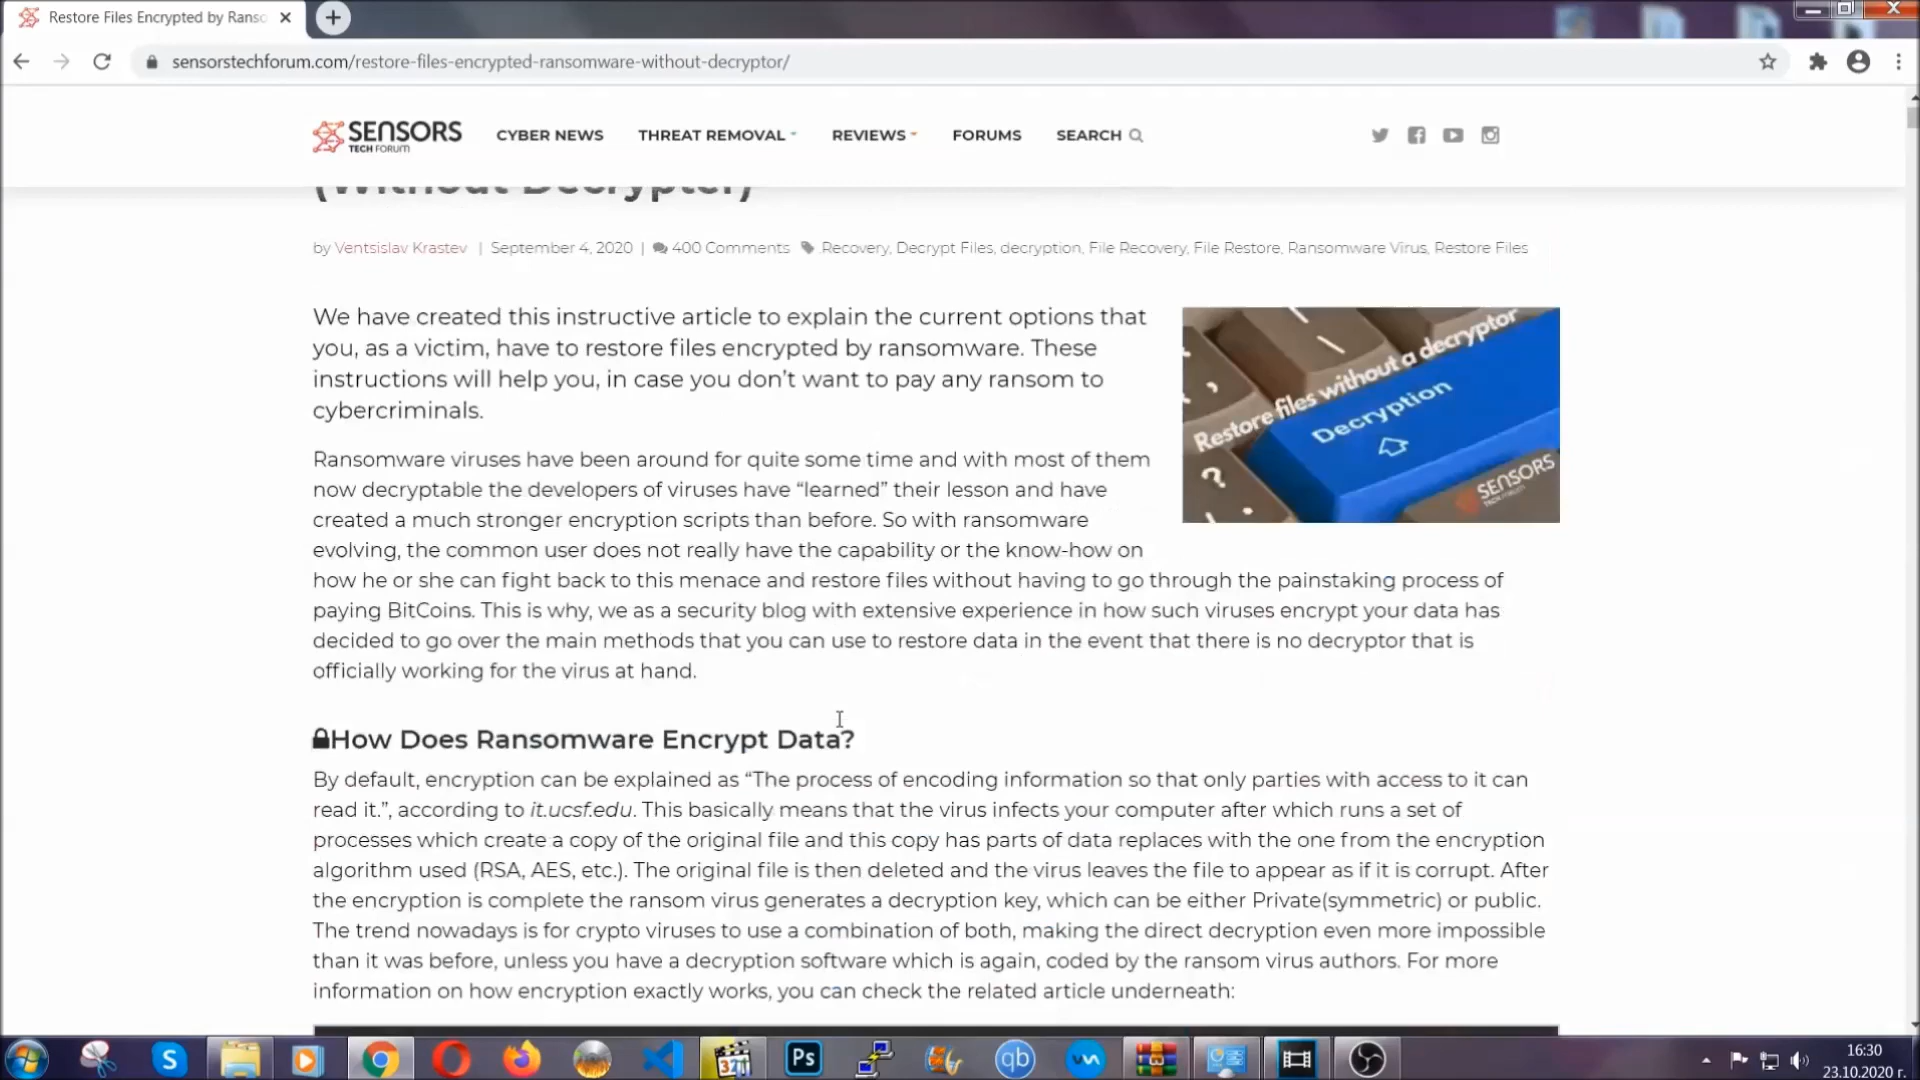 Restore Files Encrypted by Ranso
sensorstechforum.com/restore-files-encrypted-ransomware-without-decryptor/
SENSORS
TECH FORUM
CYBER NEWS
THREAT REMOVAL
REVIEWS
FORUMS
SEARCH
(Without Decrypter)
by Ventsislav Krastev | September 4, 2020 | 400 Comments Recovery, Decrypt Files, decryption, File Recovery, File Restore, Ransomware Virus, Restore Files
We have created this instructive article to explain the current options that
you, as a victim, have to restore files encrypted by ransomware. These
instructions will help you, in case you don’t want to pay any ransom to
cybercriminals.
Restore files without a decryptor
Decryption
SENSORS
Ransomware viruses have been around for quite some time and with most of them
now decryptable the developers of viruses have “learned” their lesson and have
created a much stronger encryption scripts than before. So with ransomware
evolving, the common user does not really have the capability or the know-how on
how he or she can fight back to this menace and restore files without having to go through the painstaking process of
paying BitCoins. This is why, we as a security blog with extensive experience in how such viruses encrypt your data has
decided to go over the main methods that you can use to restore data in the event that there is no decryptor that is
officially working for the virus at hand.
How Does Ransomware Encrypt Data?
By default, encryption can be explained as “The process of encoding information so that only parties with access to it can
read it.”, according to it.ucsf.edu. This basically means that the virus infects your computer after which runs a set of
processes which create a copy of the original file and this copy has parts of data replaces with the one from the encryption
algorithm used (RSA, AES, etc.). The original file is then deleted and the virus leaves the file to appear as if it is corrupt. After
the encryption is complete the ransom virus generates a decryption key, which can be either Private(symmetric) or public.
The trend nowadays is for crypto viruses to use a combination of both, making the direct decryption even more impossible
than it was before, unless you have a decryption software which is again, coded by the ransom virus authors. For more
information on how encryption exactly works, you can check the related article underneath:
16:30
23.10.2020 г.